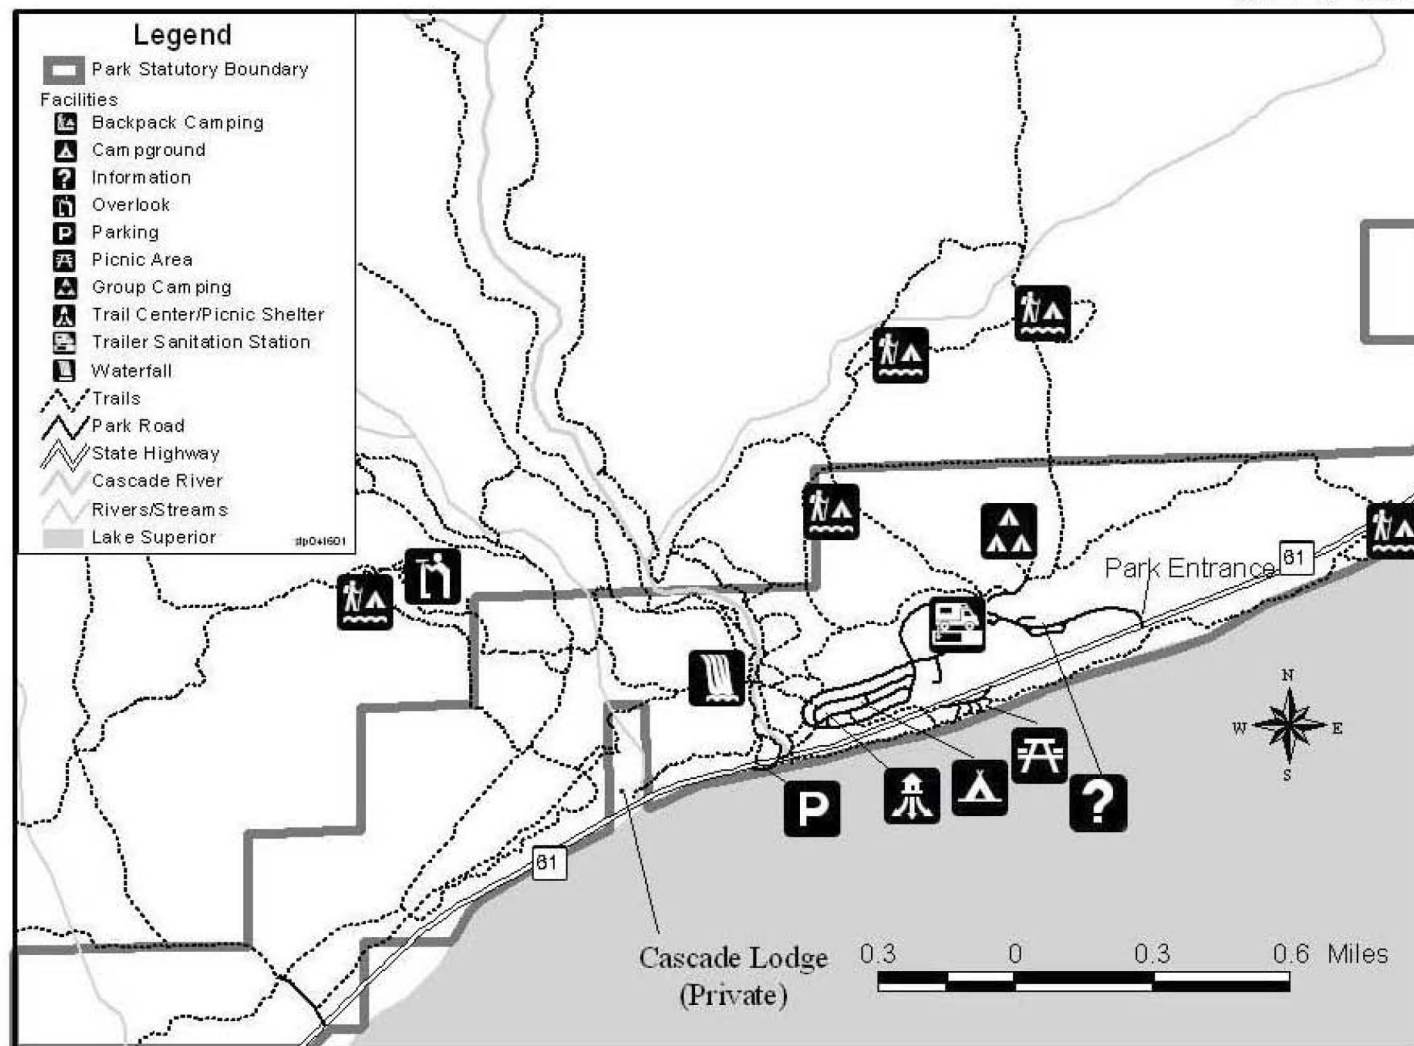 Legend
Park Statutory Boundary
Facilities
Backpack Camping
Campground
? Information
Overlook
P Parking
Picnic Area
Group Camping
Trail Center/Picnic Shelter
Trailer Sanitation Station
Waterfall
Trails
Park Road
State Highway
Cascade River
Rivers/Streams
Lake Superior
Park Entrance
61
N
W E
S
P
?
61
Cascade Lodge
(Private)
0.3 0 0.3 0.6 Miles